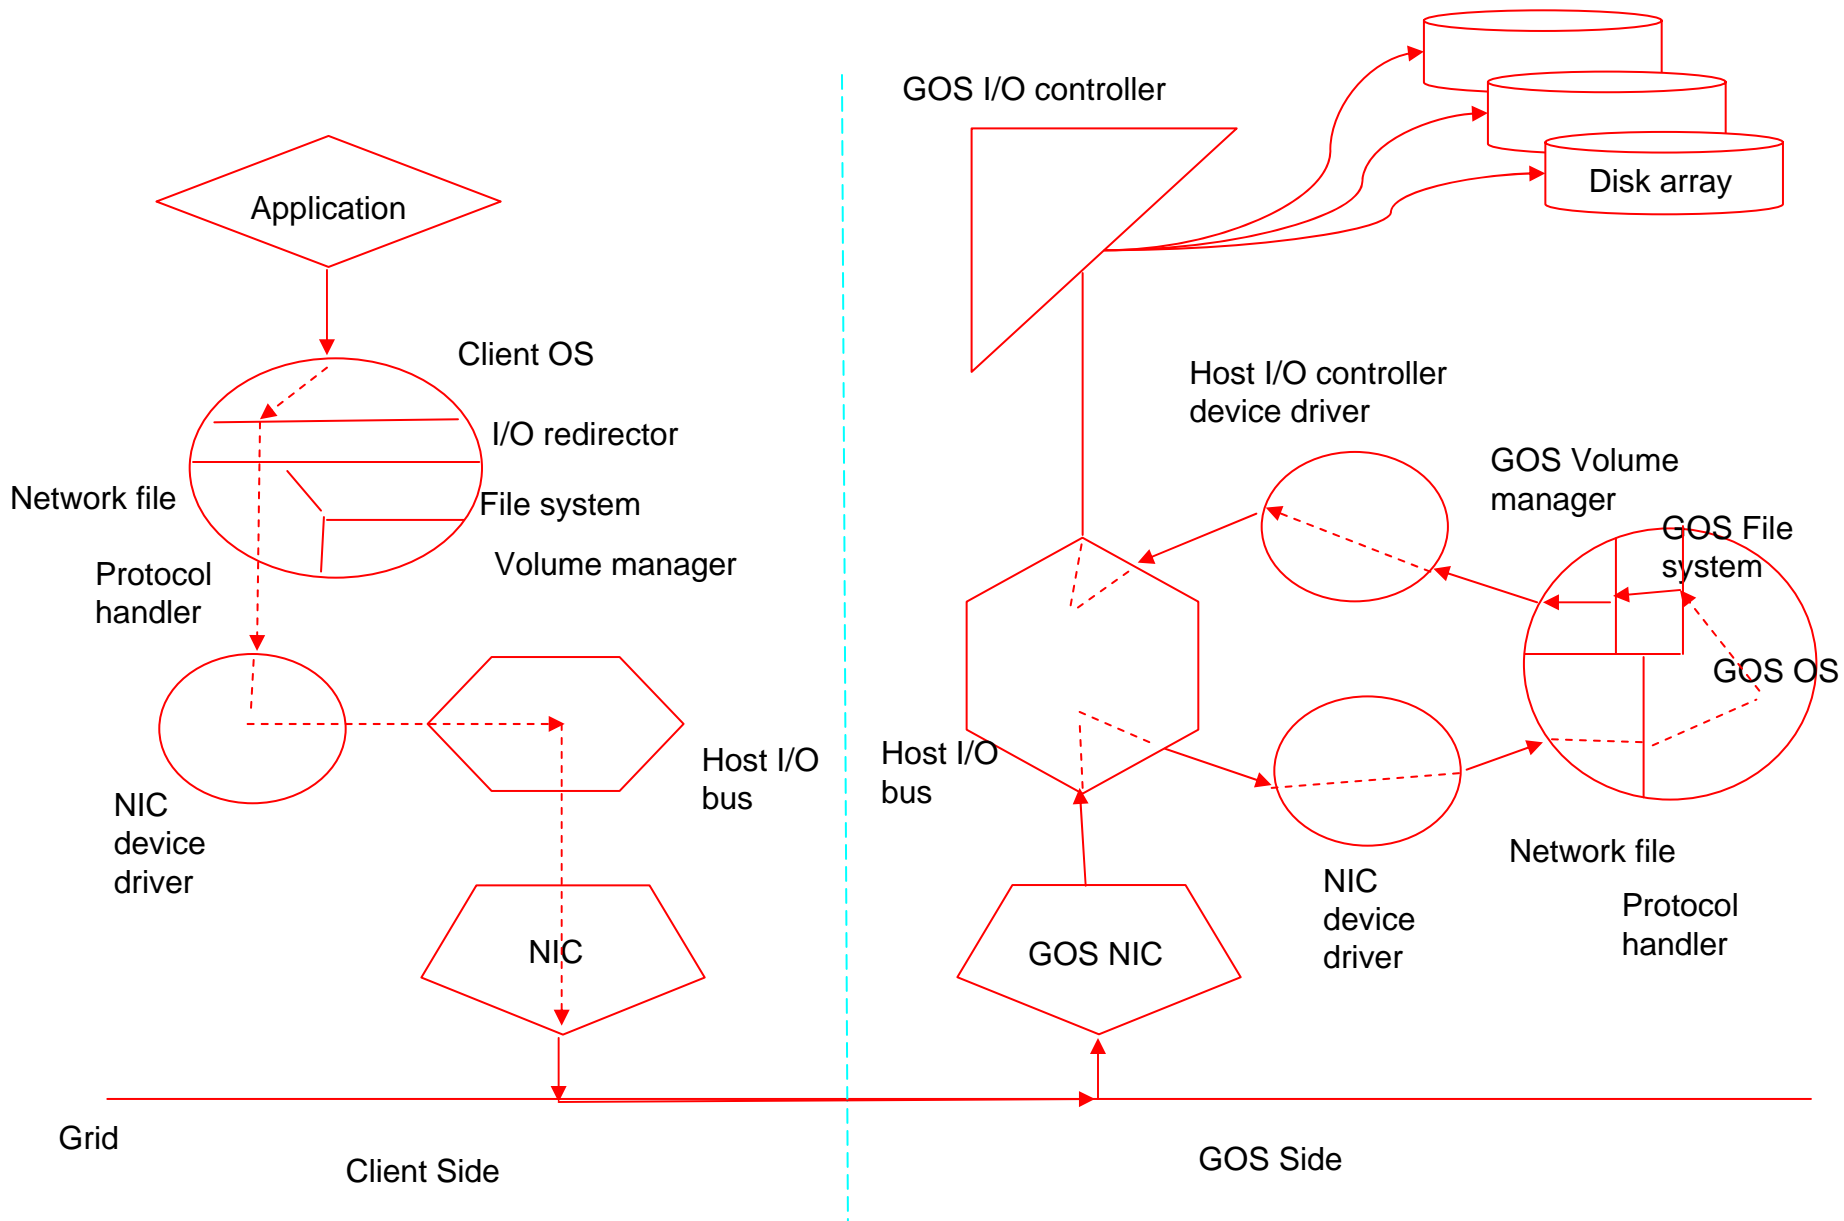 GOS I/O controller
Disk array
Application
Client OS
I/O redirector
Network file
File system
Volume manager
Protocol
handler
Host I/O controller
device driver
GOS Volume
manager
GOS File
system
GOS OS
Host I/O
bus
Host I/O
bus
NIC
device
driver
NIC
GOS NIC
NIC
device
driver
Network file
Protocol
handler
Grid
Client Side
GOS Side